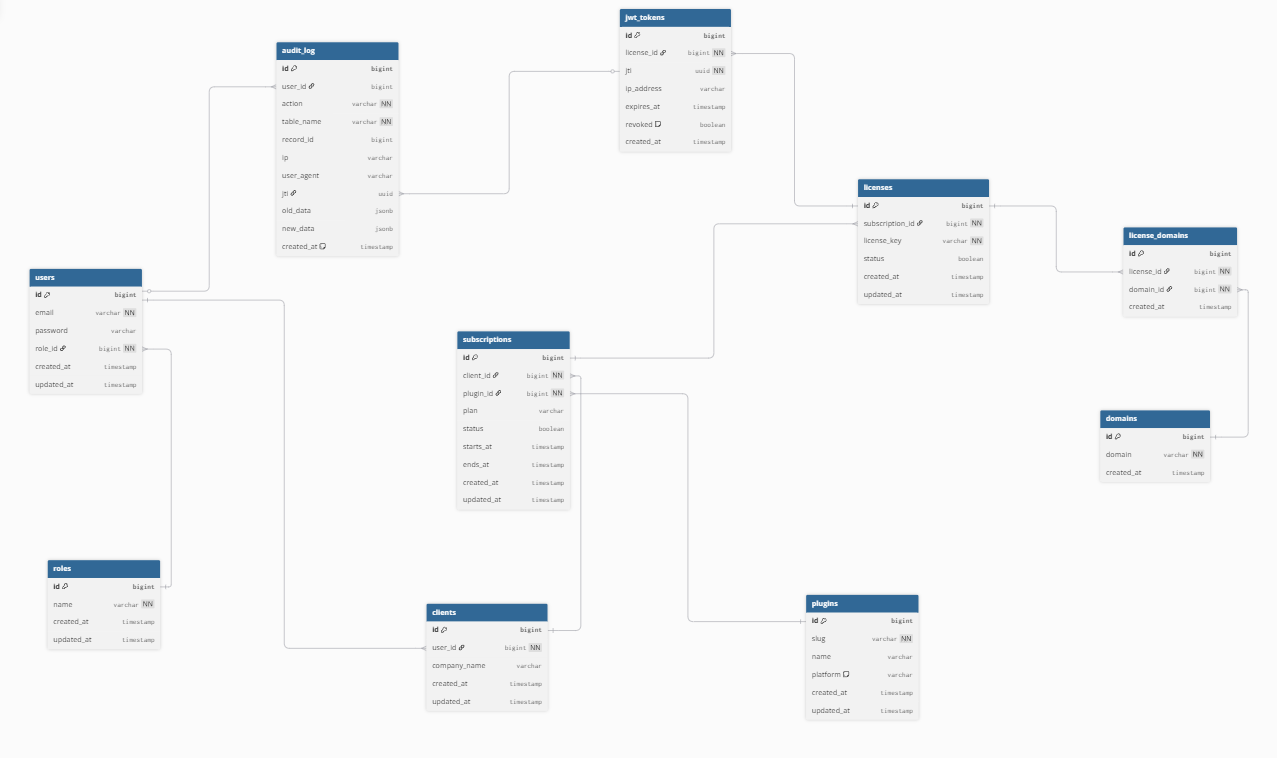 jwt_tokens
id bigint
license_id bigint NN
jti uuid NN
ip_address varchar
expires_at timestamp
revoked boolean
created_at timestamp
audit_log
id bigint
user_id bigint
action varchar NN
table_name varchar NN
record_id bigint
ip varchar
user_agent varchar
jti uuid
old_data jsonb
new_data jsonb
created_at timestamp
licenses
id bigint
subscription_id bigint NN
license_key varchar NN
status boolean
created_at timestamp
updated_at timestamp
license_domains
id bigint
license_id bigint NN
domain_id bigint NN
created_at timestamp
users
id bigint
email varchar NN
password varchar
role_id bigint NN
created_at timestamp
updated_at timestamp
subscriptions
id bigint
client_id bigint NN
plugin_id bigint NN
plan varchar
status boolean
starts_at timestamp
ends_at timestamp
created_at timestamp
updated_at timestamp
domains
id bigint
domain varchar NN
created_at timestamp
roles
id bigint
name varchar NN
created_at timestamp
updated_at timestamp
clients
id bigint
user_id bigint NN
company_name varchar
created_at timestamp
updated_at timestamp
plugins
id bigint
slug varchar NN
name varchar
platform varchar
created_at timestamp
updated_at timestamp